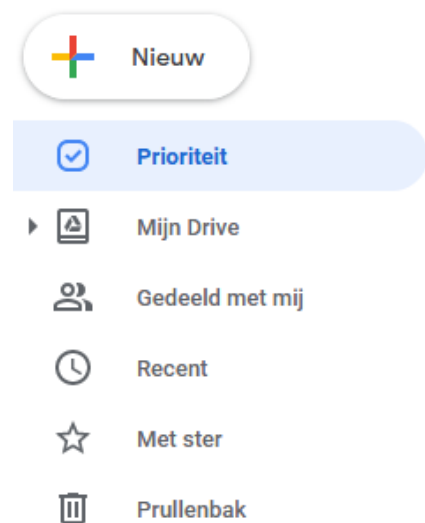 Nieuw
Prioriteit
Mijn Drive
Gedeeld met mij
Recent
Met ster
Prullenbak